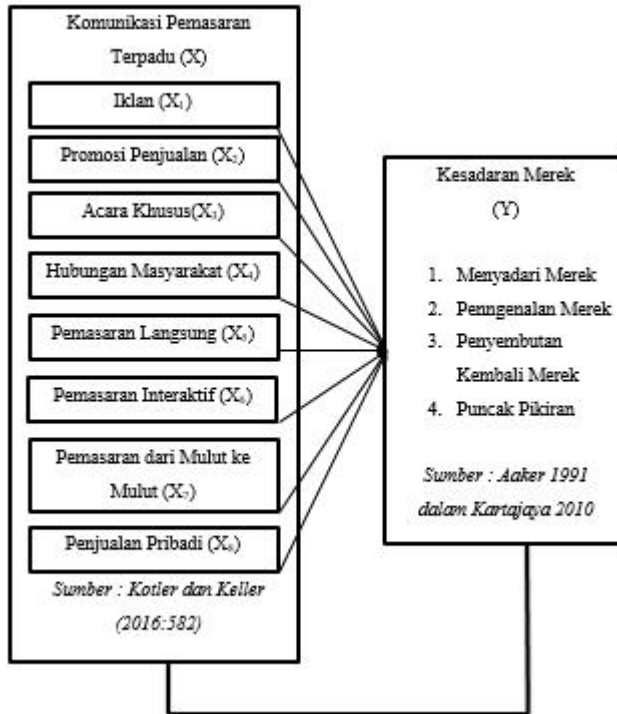 Komunikasi Pemasaran
Terpadu (X)
Iklan (X₁)
Promosi Penjualan (X₂)
Acara Khusus(X₃)
Hubungan Masyarakat (X₄)
Pemasaran Langsung (X₅)
Pemasaran Interaktif (X₆)
Pemasaran dari Mulut ke
Mulut (X₇)
Penjualan Pribadi (X₈)
Sumber : Kotler dan Keller
(2016:582)
Kesadaran Merek
(Y)
1. Menyadari Merek
2. Penngenalan Merek
3. Penyembutan
Kembali Merek
4. Puncak Pikiran
Sumber : Aaker 1991
dalam Kartajaya 2010